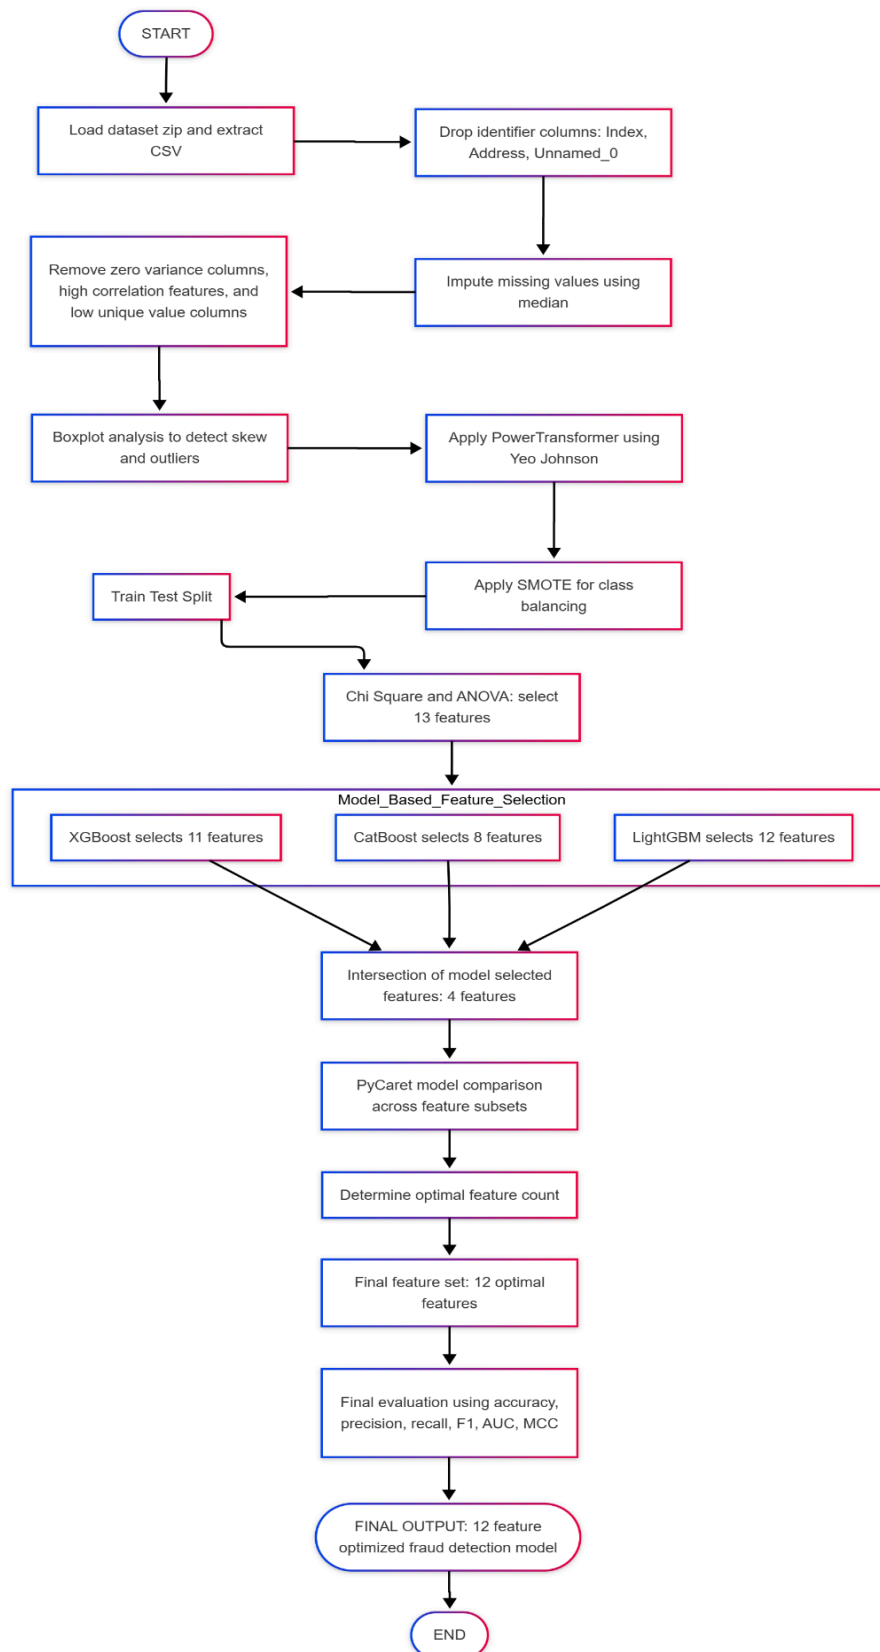 START
Load dataset zip and extract
CSV
Drop identifier columns: Index,
Address, Unnamed_0
Impute missing values using
median
Remove zero variance columns,
high correlation features, and
low unique value columns
Boxplot analysis to detect skew
and outliers
Apply PowerTransformer using
Yeo Johnson
Apply SMOTE for class
balancing
Train Test Split
Chi Square and ANOVA: select
13 features
Model_Based_Feature_Selection
XGBoost selects 11 features
CatBoost selects 8 features
LightGBM selects 12 features
Intersection of model selected
features: 4 features
PyCaret model comparison
across feature subsets
Determine optimal feature count
Final feature set: 12 optimal
features
Final evaluation using accuracy,
precision, recall, F1, AUC, MCC
FINAL OUTPUT: 12 feature
optimized fraud detection model
END